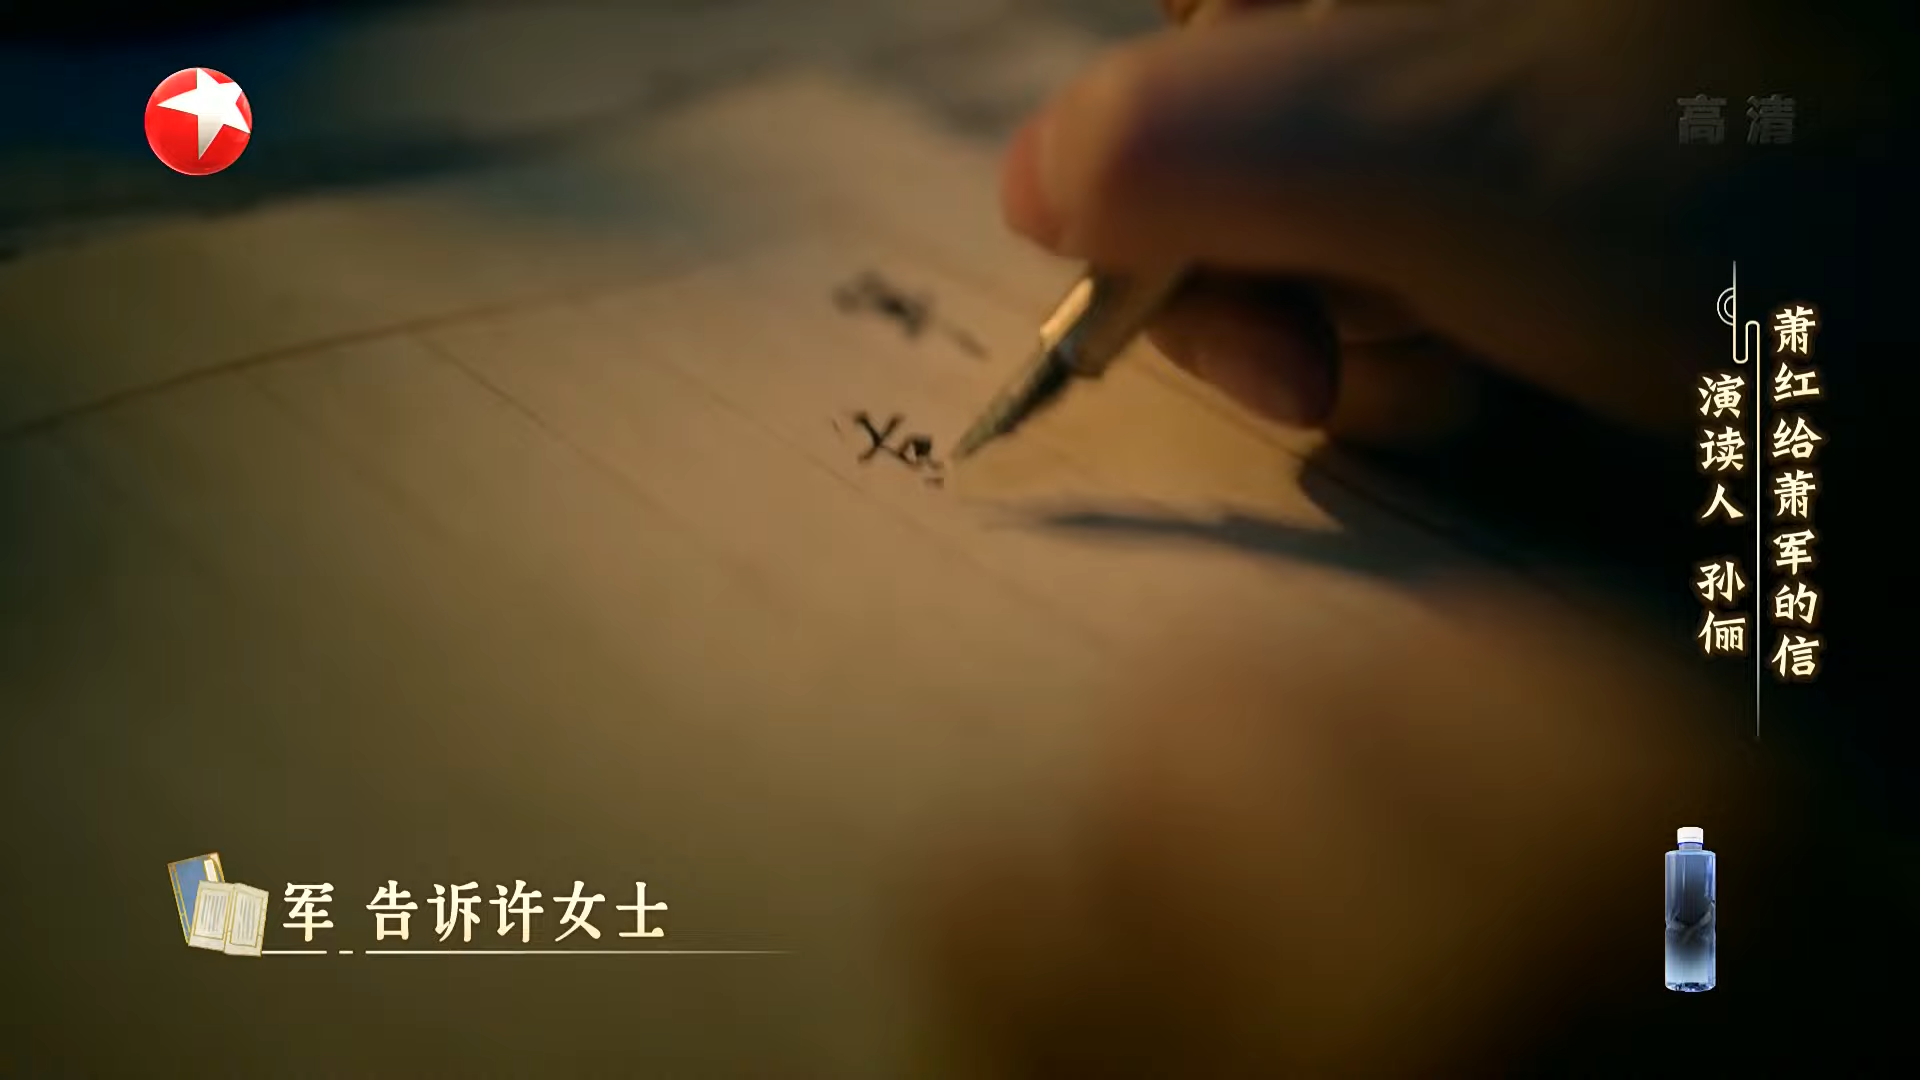 高清
萧红给萧军的信
演读人 孙俪
军 告诉许女士